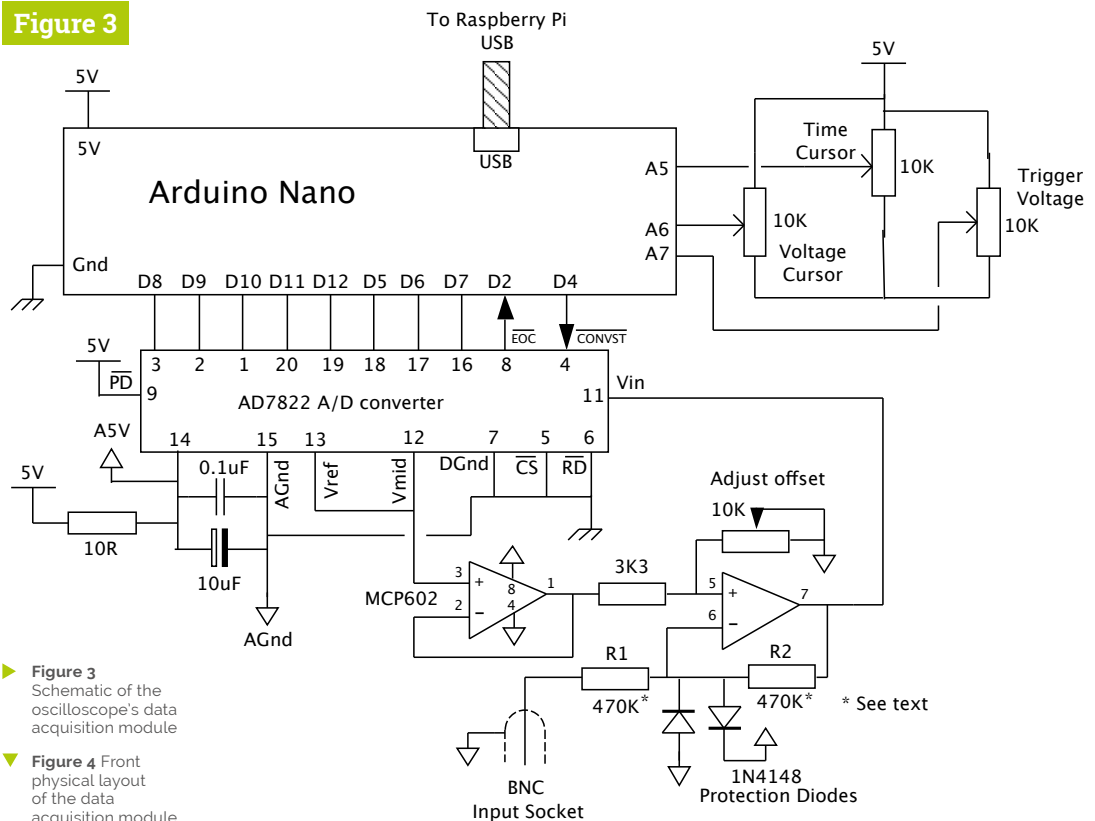 Figure 3
To Raspberry Pi
USB
5V
5V
5V
USB
Arduino Nano
A5
A6
A7
Time
Cursor
10K
Trigger
Voltage
10K
10K
Voltage
Cursor
Gnd
D8 D9 D10 D11 D12 D5 D6 D7 D2 D4
EOC
CONVST
5V
PD
3 2 1 20 19 18 17 16 8 4
9
AD7822 A/D converter
11
Vin
14 15 13 12 7 5 6
A5V
0.1uF
AGnd
Vref
Vmid
DGnd
CS
RD
5V
10R
10uF
AGnd
Adjust offset
10K
MCP602
3
+
2
−
8
4
1
3K3
5
+
6
−
7
R1
470K*
R2
470K*
* See text
BNC
Input Socket
1N4148
Protection Diodes
Figure 3
Schematic of the
oscilloscope's data
acquisition module
Figure 4 Front
physical layout
of the data
acquisition module